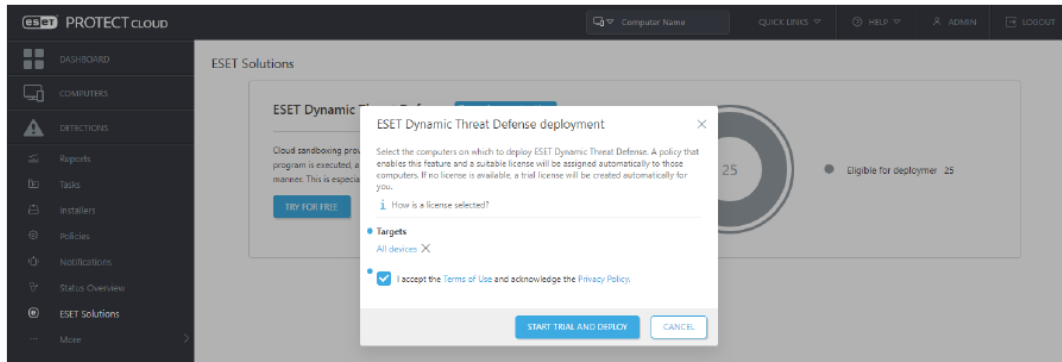 eset PROTECT CLOUD
Computer Name
QUICK LINKS
HELP
ADMIN
LOGOUT
DASHBOARD
COMPUTERS
DETECTIONS
Reports
Tasks
Installers
Policies
Notifications
Status Overview
ESET Solutions
More
ESET Solutions
ESET Dynamic
Cloud sandboxing
program is executed, a
manner. This is especia
TRY FOR FREE
25
Eligible for deploymer 25
ESET Dynamic Threat Defense deployment
Select the computers on which to deploy ESET Dynamic Threat Defense. A policy that
enables this feature and a suitable license will be assigned automatically to those
computers. If no license is available, a trial license will be created automatically for
you.
How is a license selected?
Targets
All devices
I accept the Terms of Use and acknowledge the Privacy Policy.
START TRIAL AND DEPLOY
CANCEL